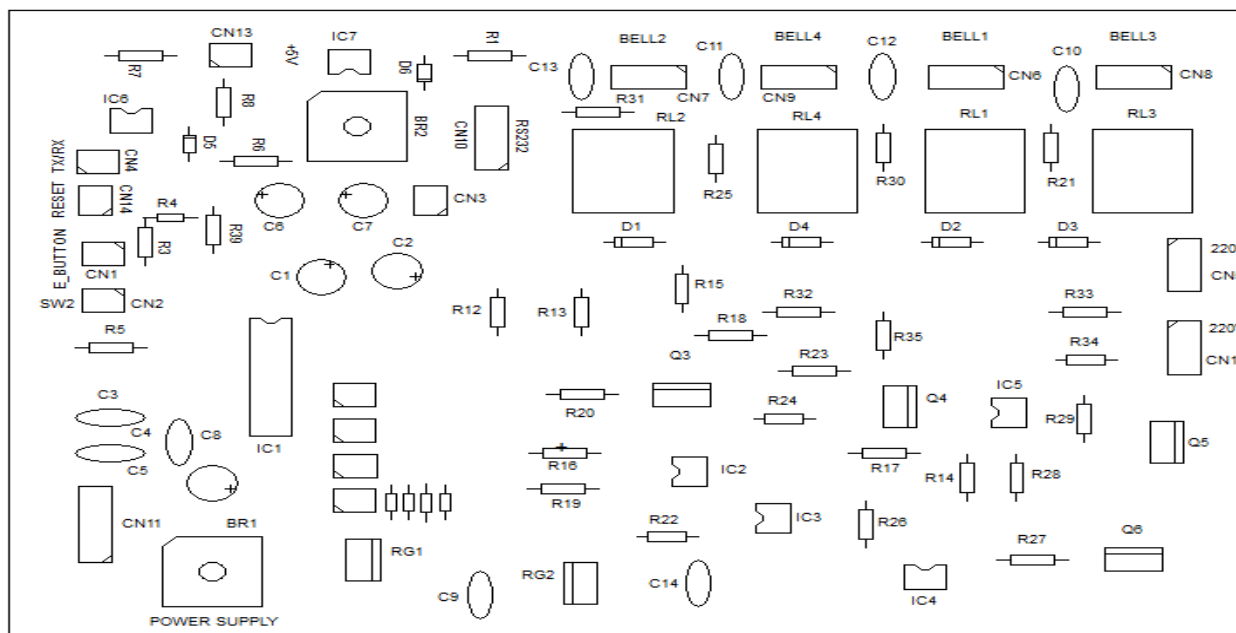 CN13
+5V
IC7
R1
BELL2
C11
BELL4
C12
BELL1
BELL3
C10
R7
D6
C13
CN7
CN9
CN6
CN8
IC6
R8
BR2
CN10
RS232
R31
RL2
RL4
RL1
RL3
D5
R6
TX/RX
CN4
R25
R30
R21
RESET
CN14
R4
R39
C6
C7
CN3
E_BUTTON
R3
D1
D4
D2
D3
C2
CN1
C1
220
CN
R15
SW2
CN2
R12
R13
R32
R33
R18
R35
R5
220
CN1
R34
Q3
R23
C3
R20
R24
Q4
IC5
R29
C4
C8
IC1
Q5
C5
R16
R17
IC2
R14
R28
R19
CN11
BR1
R22
IC3
R26
RG1
R27
Q6
RG2
C14
C9
IC4
POWER SUPPLY